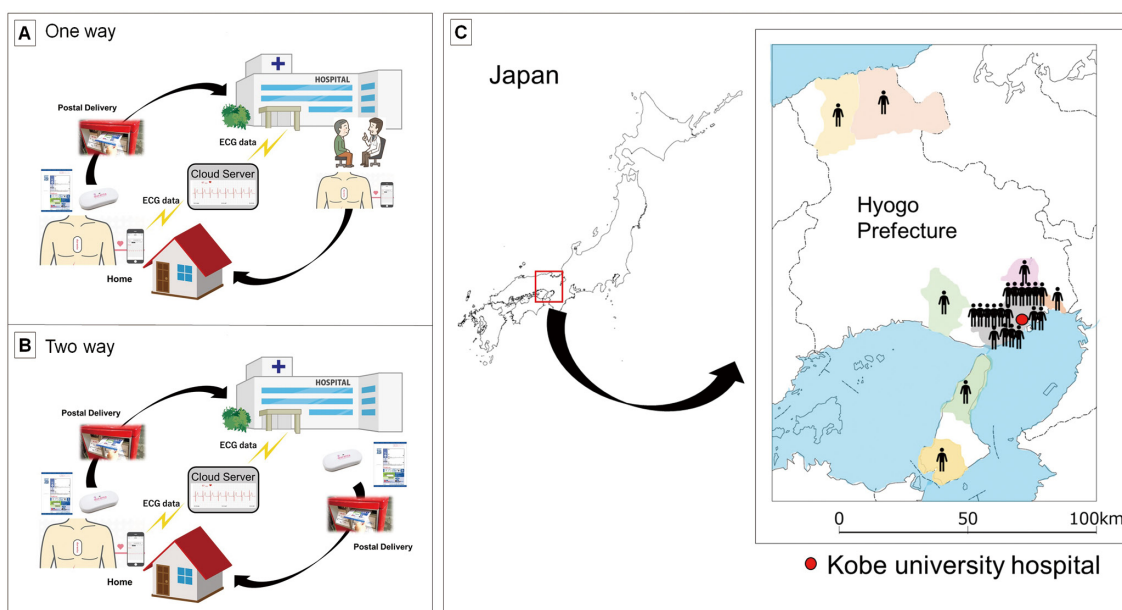 A One way
HOSPITAL
Postal Delivery
ECG data
Cloud Server
ECG data
Home
B Two way
HOSPITAL
Postal Delivery
ECG data
Cloud Server
ECG data
Postal Delivery
Home
C
Japan
Hyogo
Prefecture
0 50 100km
Kobe university hospital